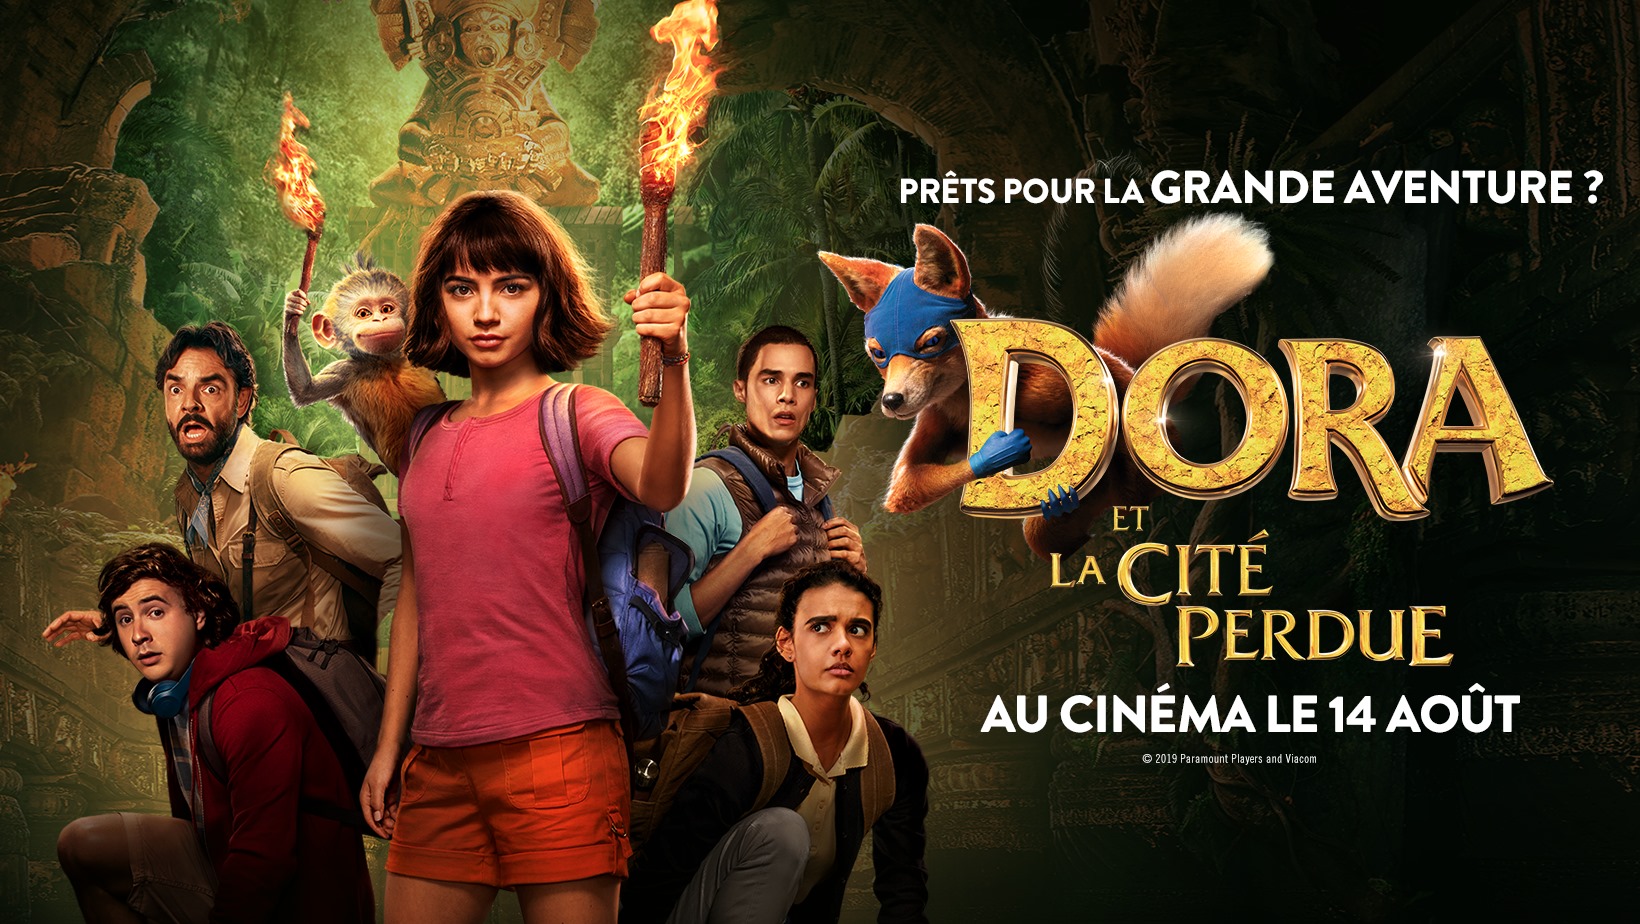 PRÊTS POUR LA GRANDE AVENTURE ?
DORA
ET
LA CITÉ
PERDUE
AU CINÉMA LE 14 AOÛT
© 2019 Paramount Players and Viacom